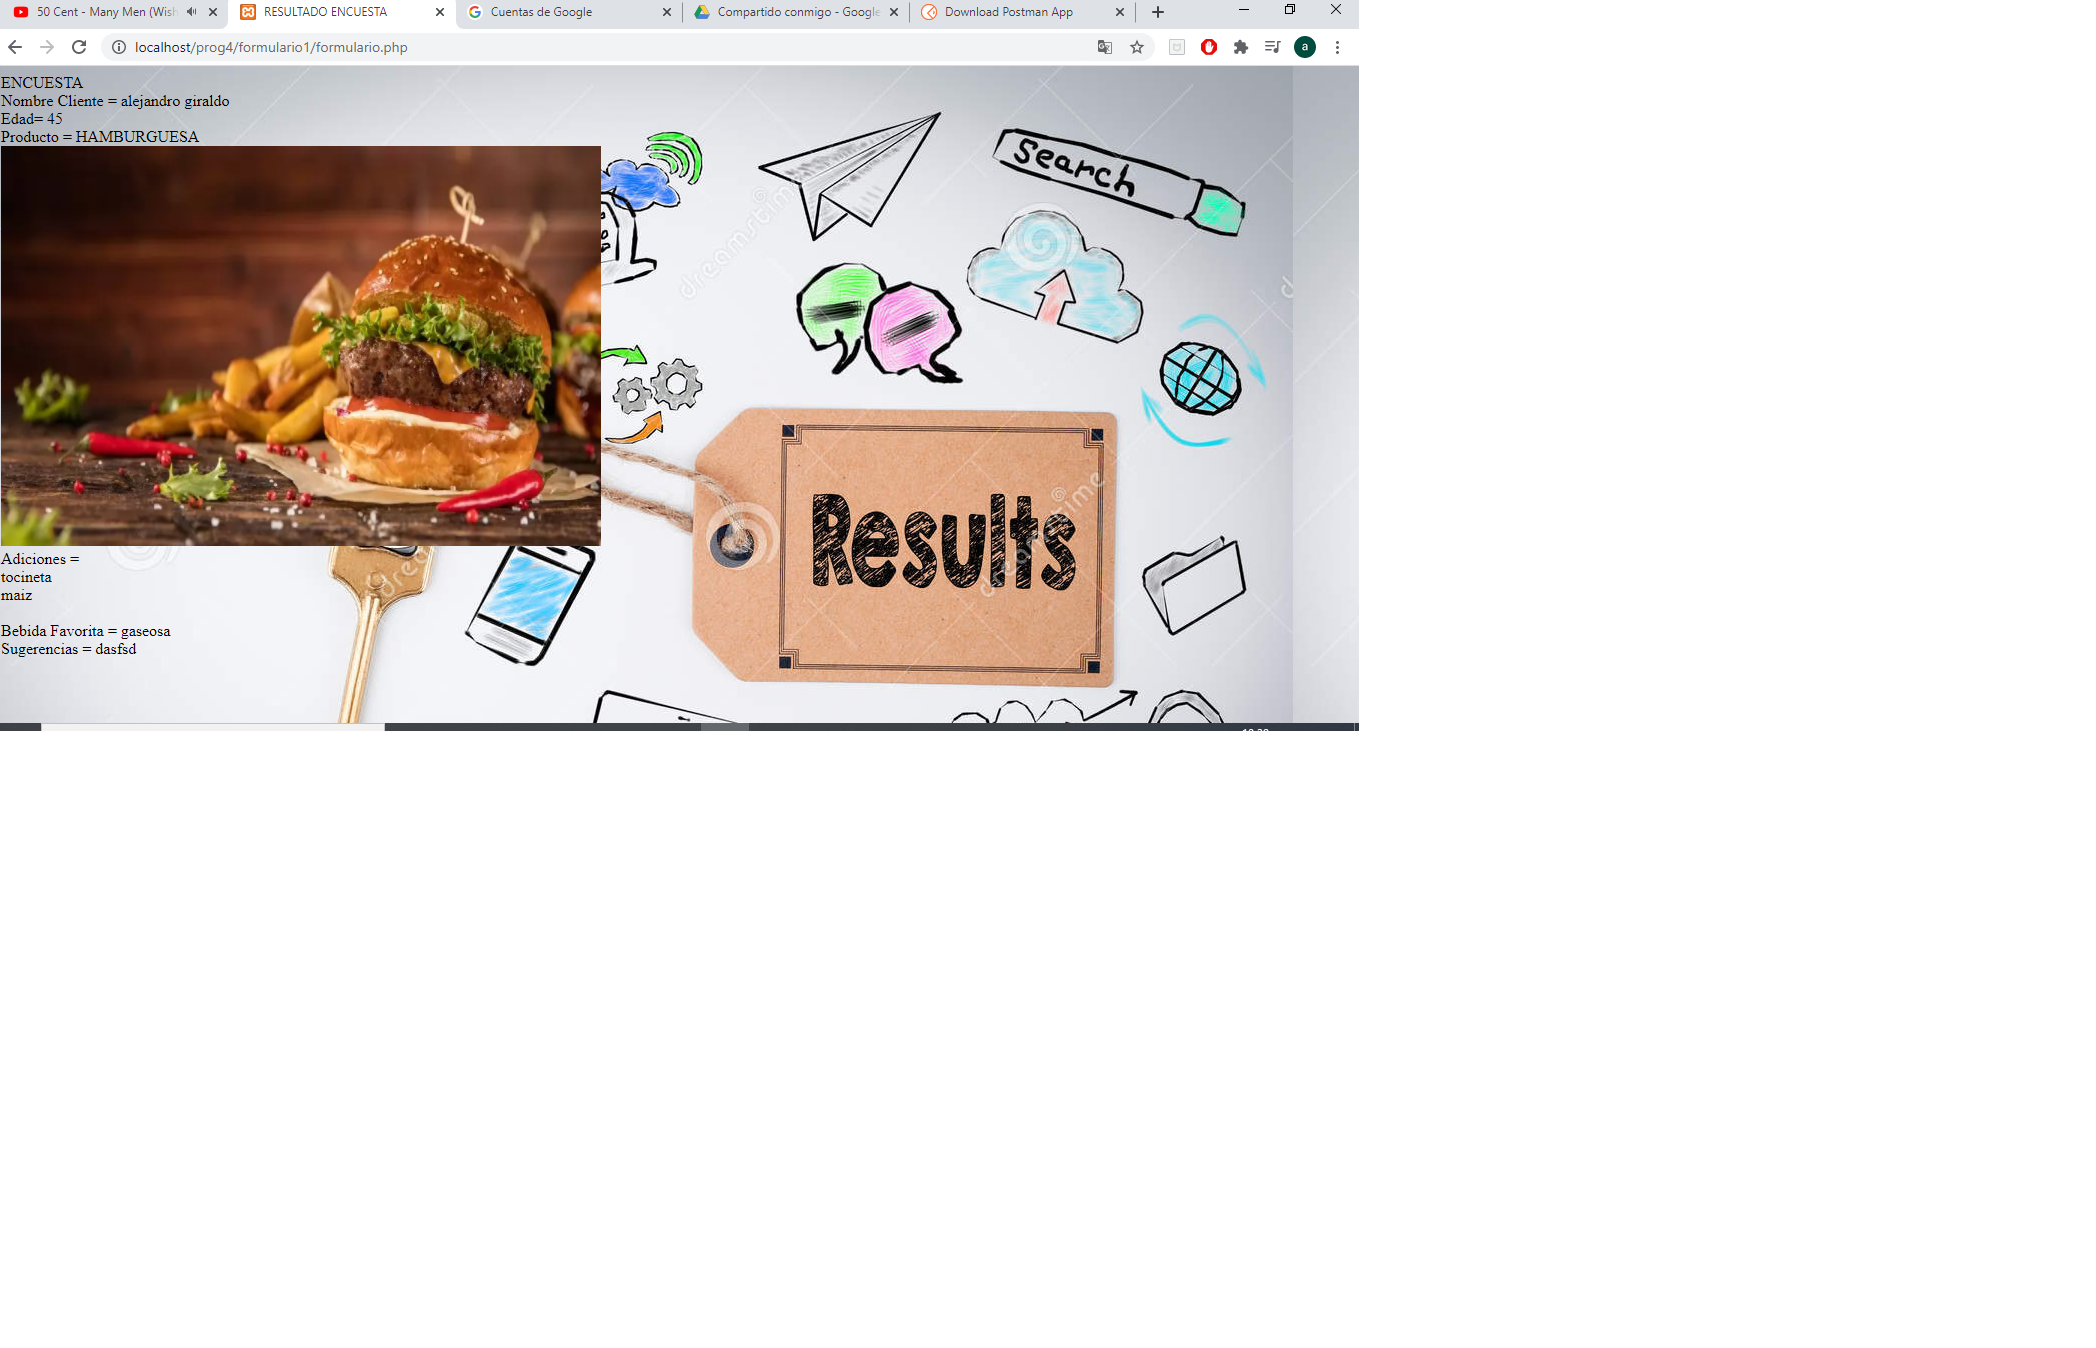 50 Cent - Many Men (Wish
RESULTADO ENCUESTA
Cuentas de Google
Compartido conmigo - Google
Download Postman App
localhost/prog4/formulario1/formulario.php
a
ENCUESTA
Nombre Cliente = alejandro giraldo
Edad= 45
Producto = HAMBURGUESA
Search
dreamstime
Results
dreamstime
Adiciones =
tocineta
maiz
Bebida Favorita = gaseosa
Sugerencias = dasfsd